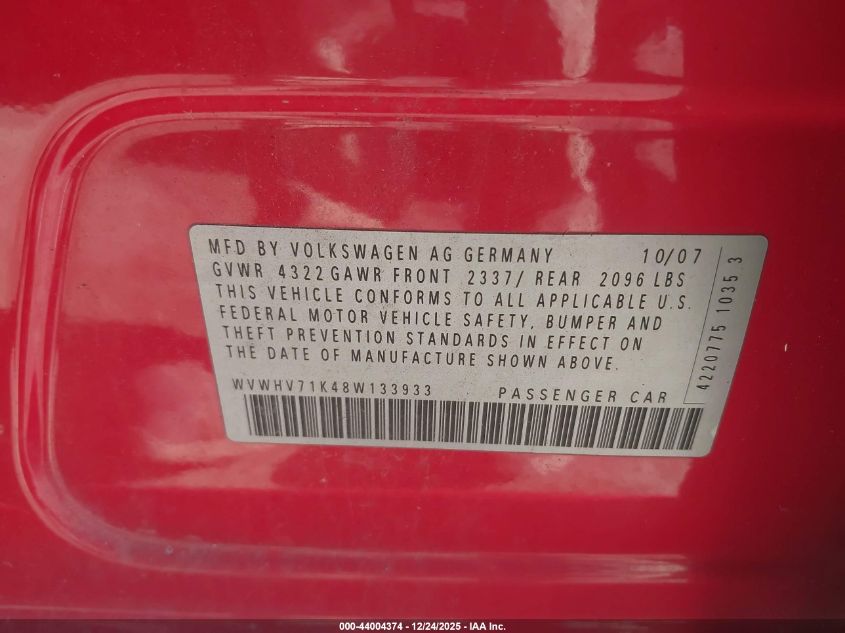 MFD BY VOLKSWAGEN AG GERMANY 10/07
GVWR 4322 GAWR FRONT 2337/ REAR 2096 LBS
THIS VEHICLE CONFORMS TO ALL APPLICABLE U.S.
FEDERAL MOTOR VEHICLE SAFETY, BUMPER AND
THEFT PREVENTION STANDARDS IN EFFECT ON
THE DATE OF MANUFACTURE SHOWN ABOVE.
WVWHV71K48W133933 PASSENGER CAR
4220775 1035 3
000-44004374 - 12/24/2025 - IAA Inc.